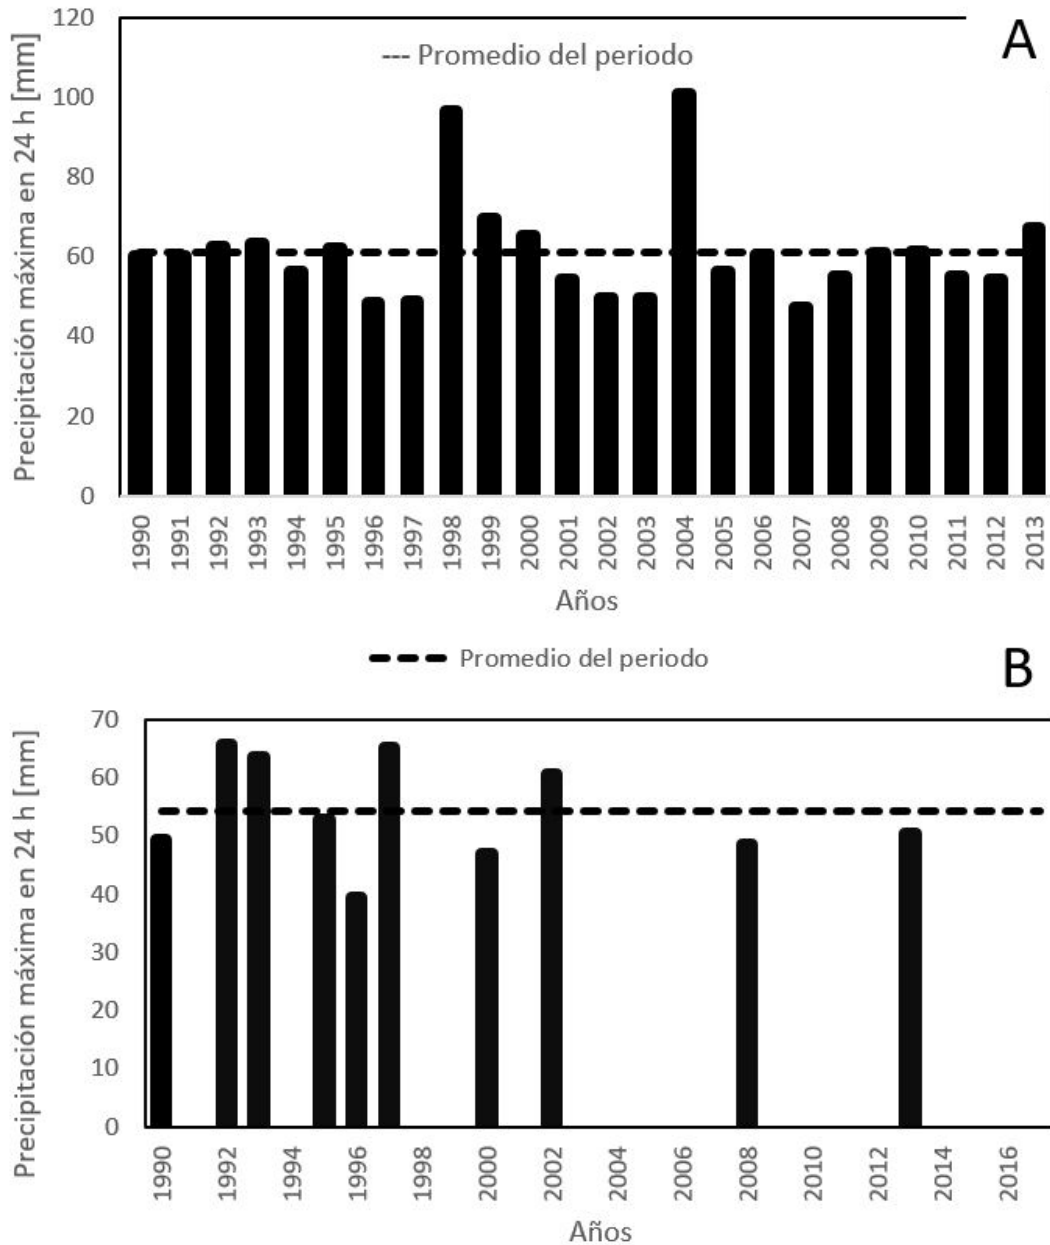 A
--- Promedio del periodo
Precipitación máxima en 24 h [mm]
120
100
80
60
40
20
0
1990 1991 1992 1993 1994 1995 1996 1997 1998 1999 2000 2001 2002 2003 2004 2005 2006 2007 2008 2009 2010 2011 2012 2013
Años
Promedio del periodo
B
Precipitación máxima en 24 h [mm]
70
60
50
40
30
20
10
0
1990 1992 1994 1996 1998 2000 2002 2004 2006 2008 2010 2012 2014 2016
Años